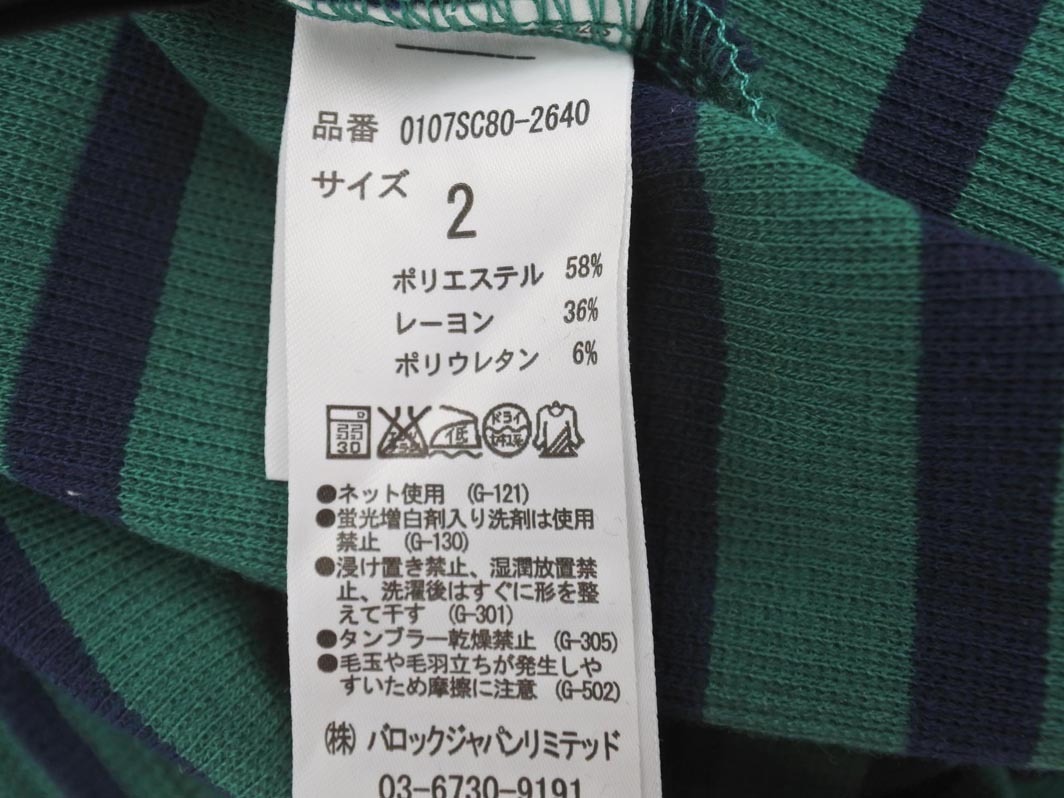 品番 0107SC80-2640
サイズ 2
ポリエステル 58%
レーヨン 36%
ポリウレタン 6%
弱 30 低 ドライ
●ネット使用 (G-121)
●蛍光増白剤入り洗剤は使用
禁止 (G-130)
●浸け置き禁止、湿潤放置禁
止、洗濯後はすぐに形を整
えて干す (G-301)
●タンブラー乾燥禁止 (G-305)
●毛玉や毛羽立ちが発生しや
すいため摩擦に注意 (G-502)
㈱ バロックジャパンリミテッド
03-6730-9191